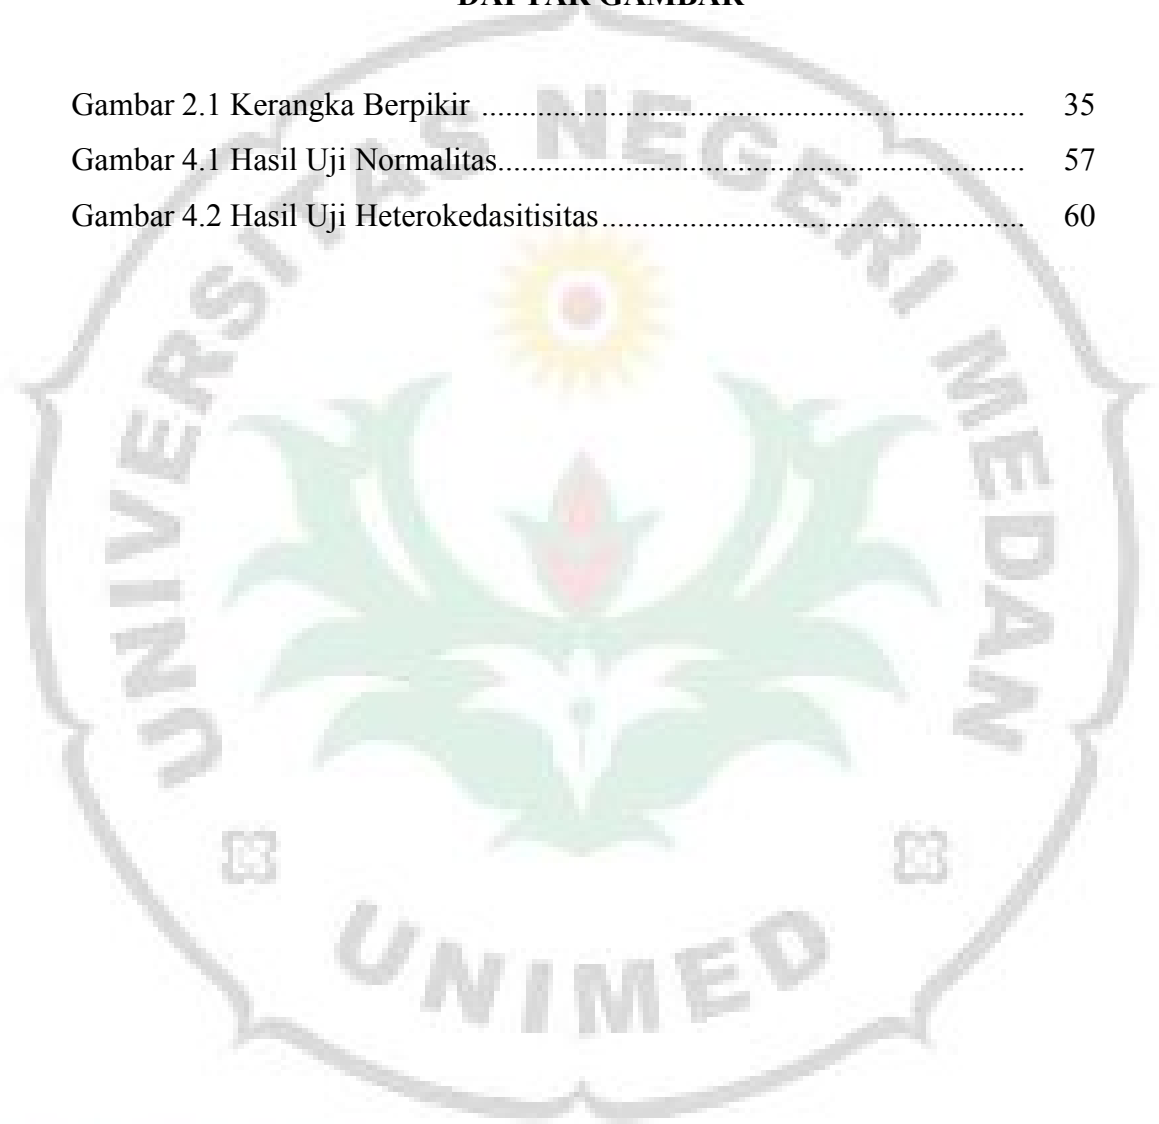 DAFTAR GAMBAR
Gambar 2.1 Kerangka Berpikir ..................................................................... 35
Gambar 4.1 Hasil Uji Normalitas................................................................... 57
Gambar 4.2 Hasil Uji Heterokedasitisitas...................................................... 60
UNIVERSITAS NEGERI MEDAN
UNIMED